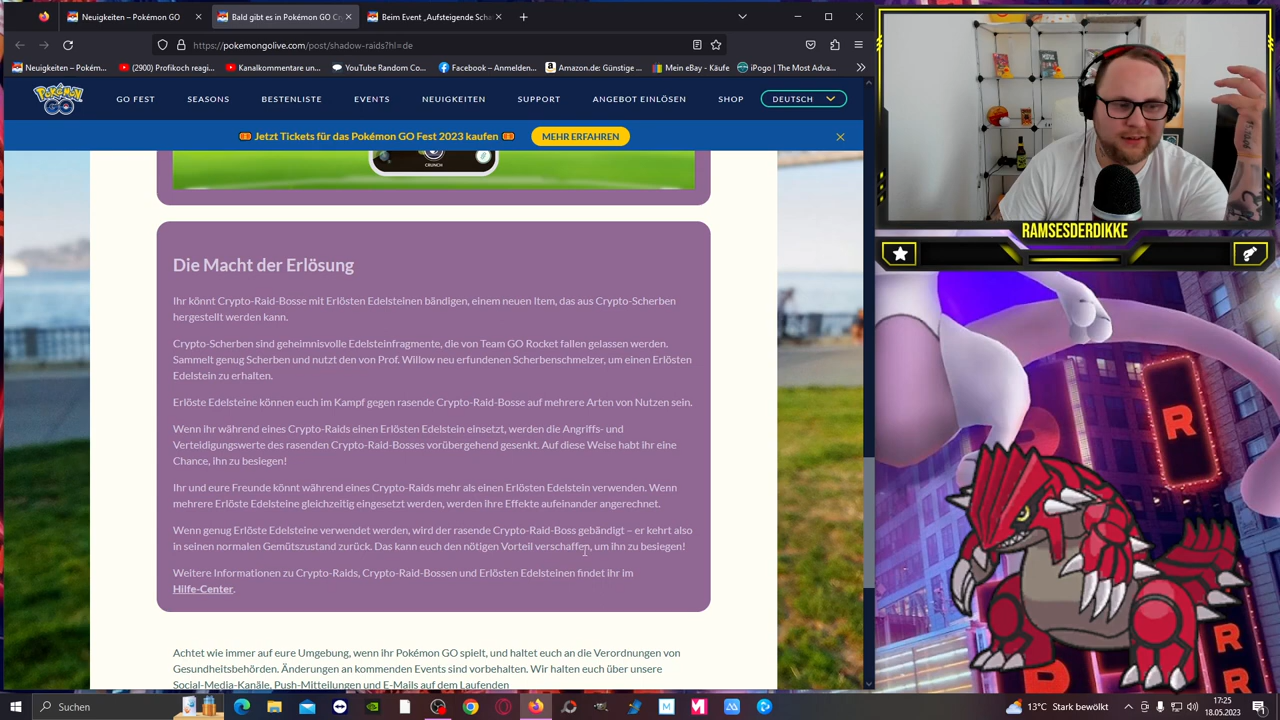 Neuigkeiten – Pokémon GO
Bald gibt es in Pokémon GO C
Beim Event „Aufsteigende Scha
https://pokemongolive.com/post/shadow-raids?hl=de
Neuigkeiten – Pokém...
(2900) Profikoch reagi...
Kanalkommentarun...
Tube Random Co...
Facebook – Anmelden...
Amazon.de: Günstige ...
Mein eBay - Käufe
iPogo | The Most Adva...
POKÉMON GO
GO FEST
SEASONS
BESTENLISTE
EVENTS
NEUIGKEITEN
SUPPORT
ANGEBOT EINLÖSEN
SHOP
DEUTSCH
Jetzt Tickets für das Pokémon GO Fest 2023 kaufen
MEHR ERFAHREN
CRUNCH
Die Macht der Erlösung
Ihr könnt Crypto-Raid-Bosse mit Erlösten Edelsteinen bändigen, einem neuen Item, das aus Crypto-Scherben
hergestellt werden kann.
Crypto-Scherben sind geheimnisvolle Edelsteinfragmente, die von Team GO Rocket fallen gelassen werden.
Sammelt genug Scherben und nutzt den von Prof. Willow neu erfundenen Scherbenschmelzer, um einen Erlösten
Edelstein zu erhalten.
Erlöste Edelsteine können euch im Kampf gegen rasende Crypto-Raid-Bosse auf mehrere Arten von Nutzen sein.
Wenn ihr während eines Crypto-Raids einen Erlösten Edelstein einsetzt, werden die Angriffs- und
Verteidigungswerte des rasenden Crypto-Raid-Bosses vorübergehend gesenkt. Auf diese Weise habt ihr eine
Chance, ihn zu besiegen!
Ihr und eure Freunde könnt während eines Crypto-Raids mehr als einen Erlösten Edelstein verwenden. Wenn
mehrere Erlöste Edelsteine gleichzeitig eingesetzt werden, werden ihre Effekte aufeinander angerechnet.
Wenn genug Erlöste Edelsteine verwendet werden, wird der rasende Crypto-Raid-Boss gebändigt – er kehrt also
in seinen normalen Gemütszustand zurück. Das kann euch den nötigen Vorteil verschaffen, um ihn zu besiegen!
Weitere Informationen zu Crypto-Raids, Crypto-Raid-Bossen und Erlösten Edelsteinen findet ihr im
Hilfe-Center.
Achtet wie immer auf eure Umgebung, wenn ihr Pokémon GO spielt, und haltet euch an die Verordnungen von
Gesundheitsbehörden. Änderungen an kommenden Events sind vorbehalten. Wir halten euch über unsere
Social-Media-Kanäle, Push-Mitteilungen und E-Mails auf dem Laufenden
RAMSESDERDIKKE
R
R
R
R
Suchen
13°C Stark bewölkt
17:25
18.05.2023